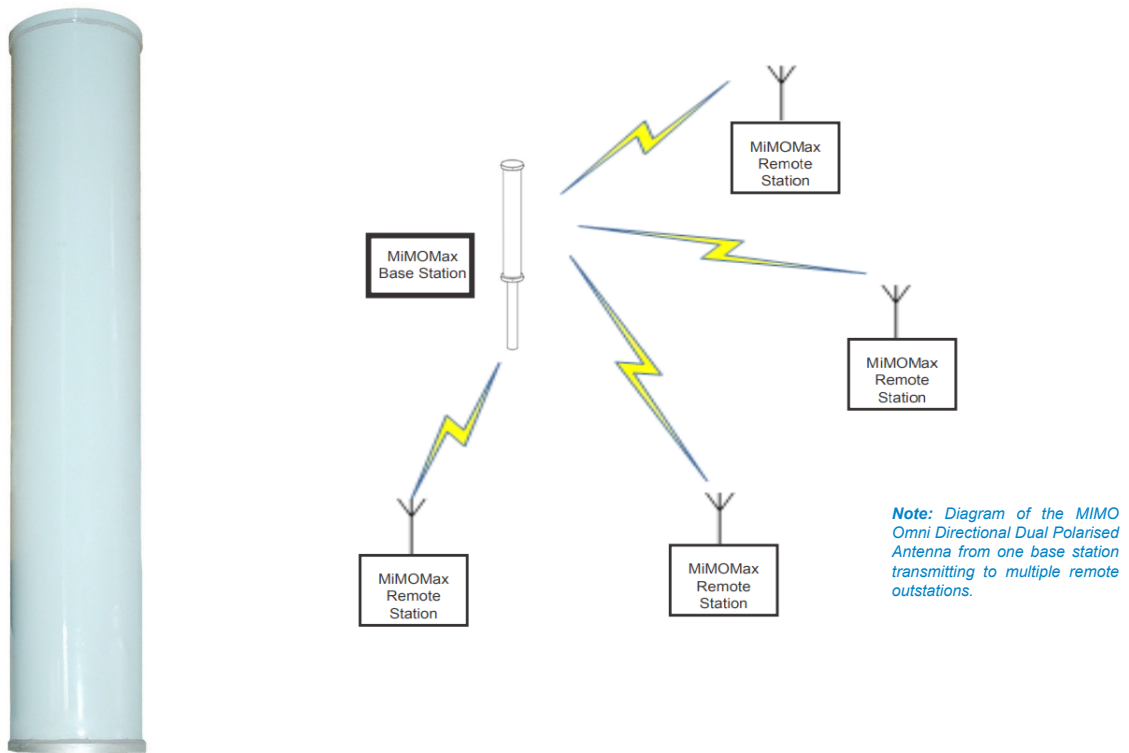 MiMOMax
Remote
Station
MiMOMax
Base Station
MiMOMax
Remote
Station
MiMOMax
Remote
Station
MiMOMax
Remote
Station
Note: Diagram of the MIMO
Omni Directional Dual Polarised
Antenna from one base station
transmitting to multiple remote
outstations.